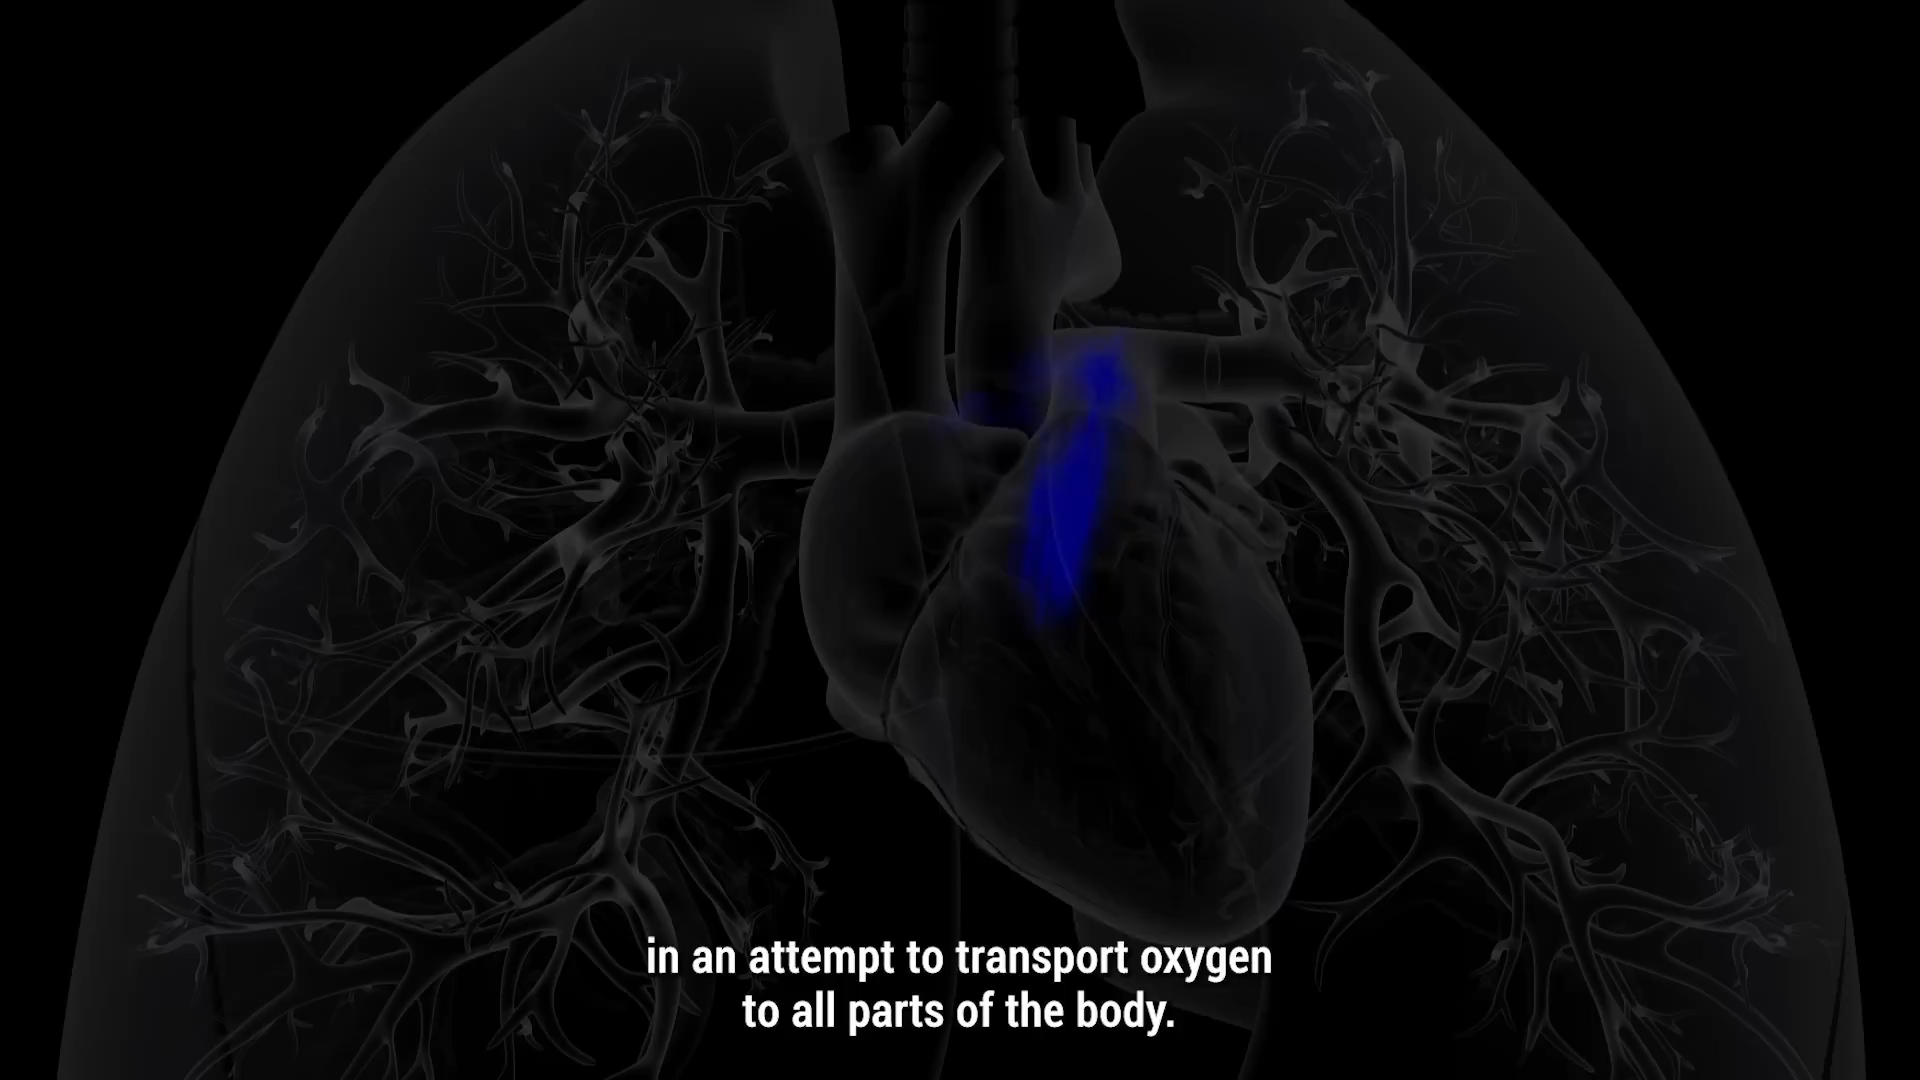 in an attempt to transport oxygen
to all parts of the body.